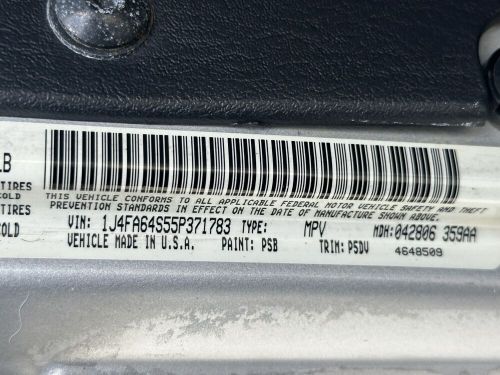 LB
TIRES
COLD
TIRES
COLD
THIS VEHICLE CONFORMS TO ALL APPLICABLE FEDERAL MOTOR VEHICLE SAFETY AND THEFT
PREVENTION STANDARDS IN EFFECT ON THE DATE OF MANUFACTURE SHOWN ABOVE.
VIN: 1J4FA64S55P371783 TYPE: MPV MDH: 042806 359AA
VEHICLE MADE IN U.S.A. PAINT: PSB TRIM: P5DV 4648509